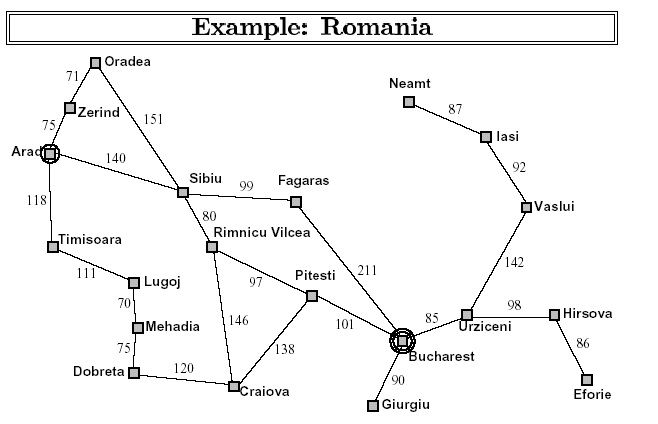 Example: Romania
Oradea
71
Neamt
87
Zerind
151
75
Iasi
Arad
140
92
Sibiu
99
Fagaras
118
80
Vaslui
Rimnicu Vilcea
Timisoara
142
111
Lugoj
97
Pitesti
211
70
146
101
85
98
Hirsova
Mehadia
Urziceni
75
138
86
Bucharest
Dobreta
120
90
Craiova
Eforie
Giurgiu